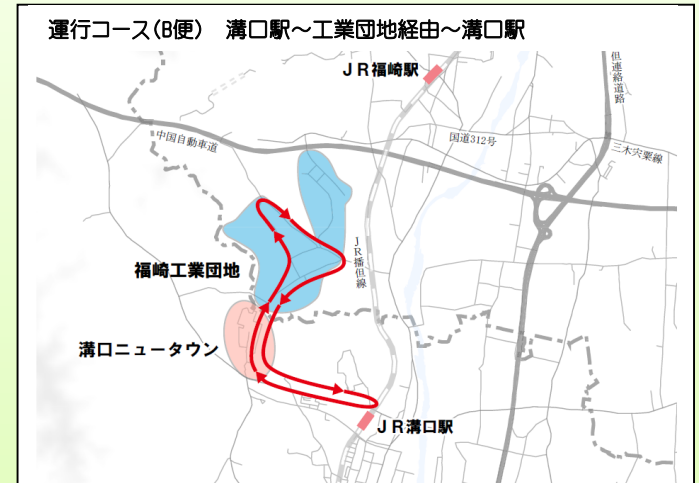 運行コース(B便) 溝口駅～工業団地経由～溝口駅
JR福崎駅
但連絡道路
中国自動車道
国道312号
三木宍粟線
JR播但線
福崎工業団地
溝口ニュータウン
JR溝口駅